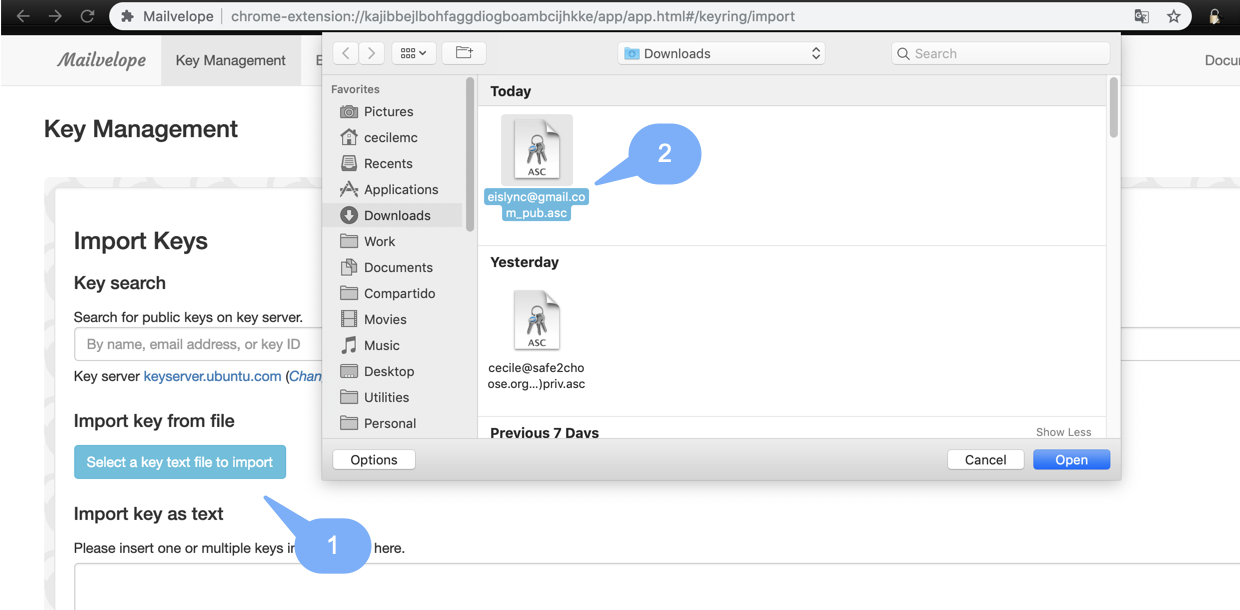 Mailvelope | chrome-extension://kajibbejlbohfaggdiogboambcijhkke/app/app.html#/keyring/import
Mailvelope
Key Management
Docu
Key Management
Import Keys
Key search
Search for public keys on key server.
By name, email address, or key ID
Key server keyserver.ubuntu.com (Chan
Import key from file
Select a key text file to import
Import key as text
Please insert one or multiple keys in
here.
1
Downloads
Search
Favorites
Pictures
cecilemc
Recents
Applications
Downloads
Work
Documents
Compartido
Movies
Music
Desktop
Utilities
Personal
Today
ASC
eislync@gmail.co
m_pub.asc
2
Yesterday
ASC
cecile@safe2cho
ose.org...)priv.asc
Previous 7 Days
Show Less
Options
Cancel
Open